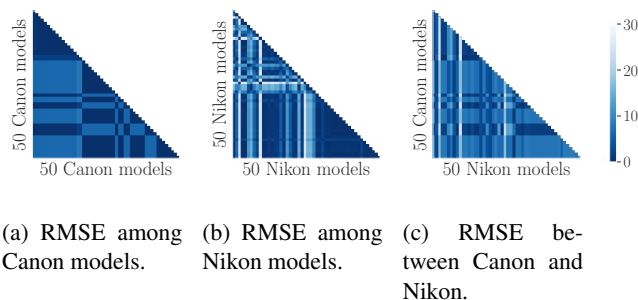 50 Canon models
50 Canon models
50 Nikon models
50 Nikon models
50 Canon models
50 Nikon models
30
20
10
0
(a) RMSE among
Canon models.
(b) RMSE among
Nikon models.
(c) RMSE be-
tween Canon and
Nikon.